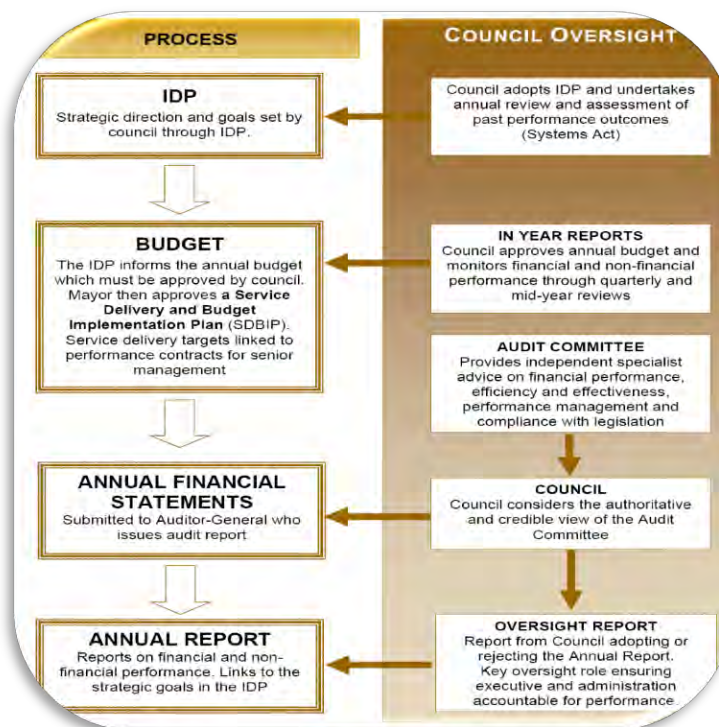 PROCESS
IDP
Strategic direction and goals set by
council through IDP.
BUDGET
The IDP informs the annual budget
which must be approved by council.
Mayor then approves a Service
Delivery and Budget
Implementation Plan (SDBIP).
Service delivery targets linked to
performance contracts for senior
management
ANNUAL FINANCIAL
STATEMENTS
Submitted to Auditor-General who
issues audit report
ANNUAL REPORT
Reports on financial and non-
financial performance. Links to the
strategic goals in the IDP
COUNCIL OVERSIGHT
Council adopts IDP and undertakes
annual review and assessment of
past performance outcomes
(Systems Act)
IN YEAR REPORTS
Council approves annual budget and
monitors financial and non-financial
performance through quarterly and
mid-year reviews
AUDIT COMMITTEE
Provides independent specialist
advice on financial performance,
efficiency and effectiveness,
performance management and
compliance with legislation
COUNCIL
Council considers the authoritative
and credible view of the Audit
Committee
OVERSIGHT REPORT
Report from Council adopting or
rejecting the Annual Report.
Key oversight role ensuring
executive and administration
accountable for performance.